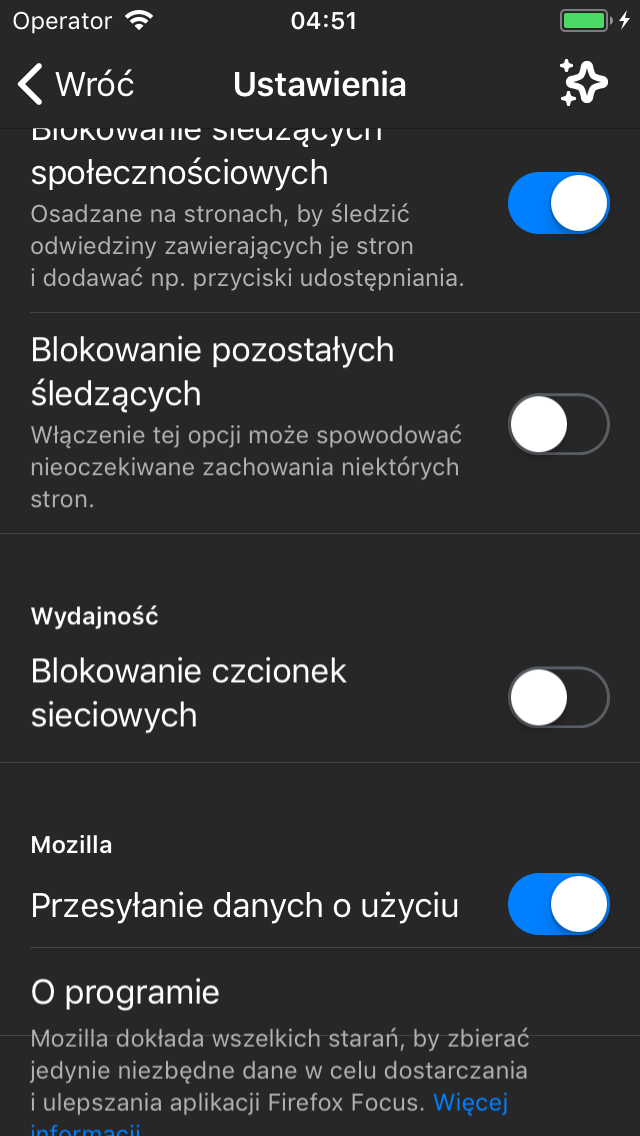 Operator
04:51
Wróć
Ustawienia
Blokowanie śledzących
społecznościowych
Osadzane na stronach, by śledzić
odwiedziny zawierających je stron
i dodawać np. przyciski udostępniania.
Blokowanie pozostałych
śledzących
Włączenie tej opcji może spowodować
nieoczekiwane zachowania niektórych
stron.
Wydajność
Blokowanie czcionek
sieciowych
Mozilla
Przesyłanie danych o użyciu
O programie
Mozilla dokłada wszelkich starań, by zbierać
jedynie niezbędne dane w celu dostarczania
i ulepszania aplikacji Firefox Focus. Więcej
informacji